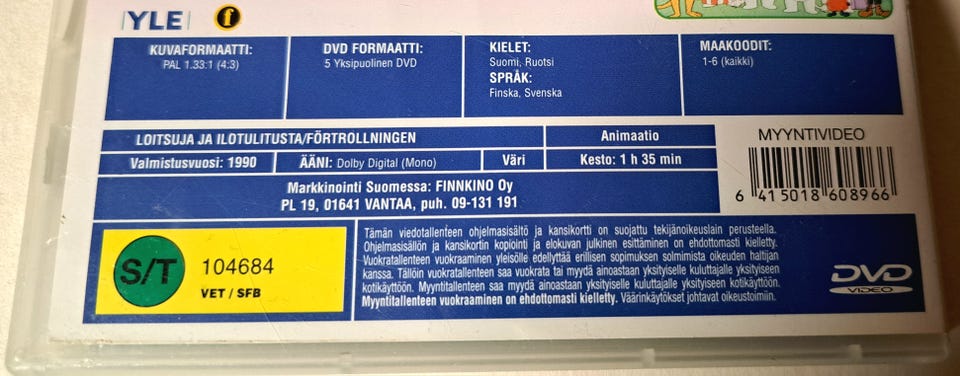 YLE f
KUVAFORMAATTI:
PAL 1.33:1 (4:3)
DVD FORMAATTI:
5 Yksipuolinen DVD
KIELET:
Suomi, Ruotsi
SPRÅK:
Finska, Svenska
MAAKOODIT:
1-6 (kaikki)
LOITSUJA JA ILOTULITUSTA/FÖRTROLLNINGEN
Animaatio
Valmistusvuosi: 1990
ÄÄNI: Dolby Digital (Mono)
Väri
Kesto: 1 h 35 min
Markkinointi Suomessa: FINNKINO Oy
PL 19, 01641 VANTAA, puh. 09-131 191
MYYNTIVIDEO
6 415018 608966
S/T 104684
VET / SFB
Tämän viedotallenteen ohjelmasisältö ja kansikortti on suojattu tekijänoikeuslain perusteella.
Ohjelmasisällön ja kansikortin kopiointi ja elokuvan julkinen esittäminen on ehdottomasti kielletty.
Vuokratallenteen vuokraaminen yleisölle edellyttää erillisen sopimuksen solmimista oikeuden haltijan
kanssa. Tällöin vuokratallenteen saa vuokrata tai myydä ainoastaan yksityiselle kuluttajalle yksityiseen
kotikäyttöön. Myyntitallenteen saa myydä ainoastaan yksityiselle kuluttajalle yksityiseen kotikäyttöön.
Myyntitallenteen vuokraaminen on ehdottomasti kielletty. Väärinkäytökset johtavat oikeustoimiin.
DVD
VIDEO